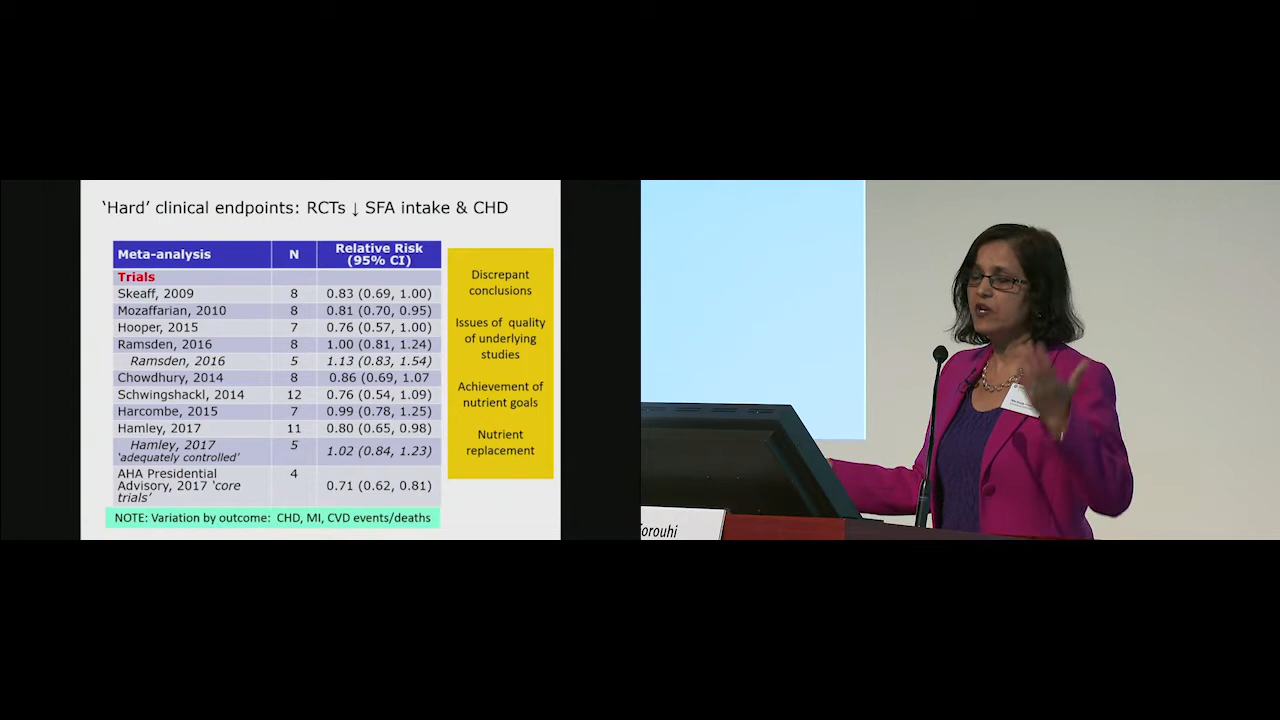 ‘Hard’ clinical endpoints: RCTs ↓ SFA intake & CHD
Meta-analysis N Relative Risk (95% CI)
Trials
Skeaff, 2009 8 0.83 (0.69, 1.00)
Mozaffarian, 2010 8 0.81 (0.70, 0.95)
Hooper, 2015 7 0.76 (0.57, 1.00)
Ramsden, 2016 8 1.00 (0.81, 1.24)
Ramsden, 2016 5 1.13 (0.83, 1.54)
Chowdhury, 2014 8 0.86 (0.69, 1.07
Schwingshackl, 2014 12 0.76 (0.54, 1.09)
Harcombe, 2015 7 0.99 (0.78, 1.25)
Hamley, 2017 11 0.80 (0.65, 0.98)
Hamley, 2017 5
‘adequately controlled’ 1.02 (0.84, 1.23)
AHA Presidential 4
Advisory, 2017 ‘core 0.71 (0.62, 0.81)
trials’
NOTE: Variation by outcome: CHD, MI, CVD events/deaths
Discrepant
conclusions
Issues of quality
of underlying
studies
Achievement of
nutrient goals
Nutrient
replacement
Forouhi